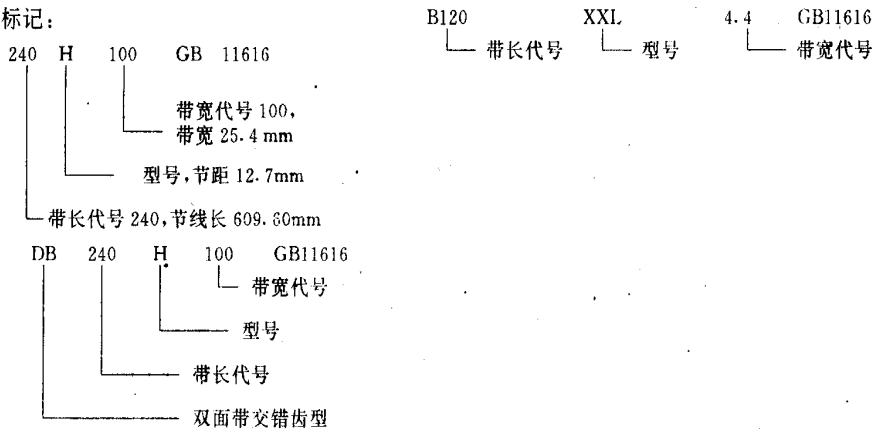 标记：
240 H 100 GB 11616
带宽代号 100，
带宽 25.4 mm
型号，节距 12.7mm
带长代号 240，节线长 609.60mm
DB 240 H 100 GB11616
带宽代号
型号
带长代号
双面带交错齿型
B120 XXL 4.4 GB11616
带长代号 型号 带宽代号